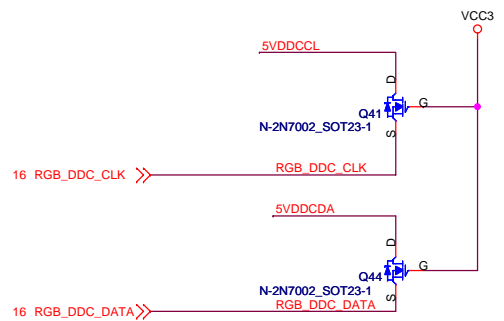 VCC3
5VDDCCL
D
G
Q41
N-2N7002_SOT23-1
S
16 RGB_DDC_CLK
RGB_DDC_CLK
5VDDCDA
D
G
Q44
N-2N7002_SOT23-1
S
16 RGB_DDC_DATA
RGB_DDC_DATA